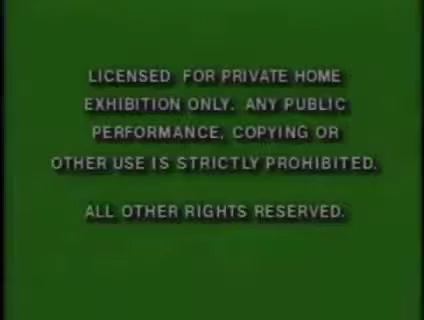 LICENSED FOR PRIVATE HOME
EXHIBITION ONLY. ANY PUBLIC
PERFORMANCE, COPYING OR
OTHER USE IS STRICTLY PROHIBITED.
ALL OTHER RIGHTS RESERVED.